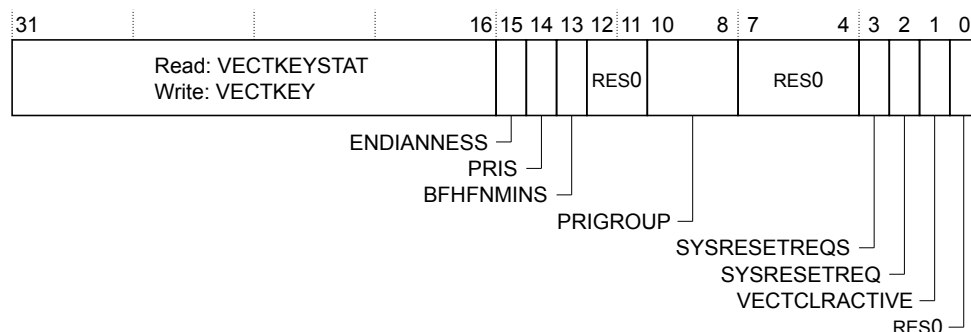 31 16 15 14 13 12 11 10 8 7 4 3 2 1 0
Read: VECTKEYSTAT
Write: VECTKEY
RES0 RES0
ENDIANNESS
PRIS
BFHFNMINS
PRIGROUP
SYSRESETREQS
SYSRESETREQ
VECTCLRACTIVE
RES0